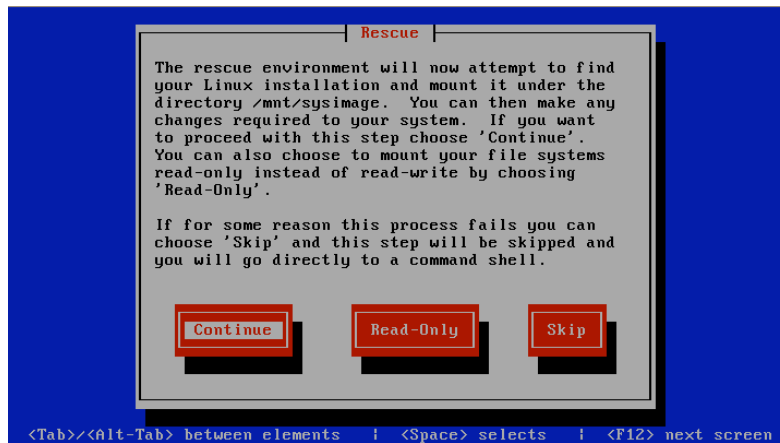 Rescue
The rescue environment will now attempt to find
your Linux installation and mount it under the
directory /mnt/sysimage.  You can then make any
changes required to your system.  If you want
to proceed with this step choose 'Continue'.
You can also choose to mount your file systems
read-only instead of read-write by choosing
'Read-Only'.
If for some reason this process fails you can
choose 'Skip' and this step will be skipped and
you will go directly to a command shell.
Continue Read-Only Skip
<Tab>/<Alt-Tab> between elements | <Space> selects | <F12> next screen